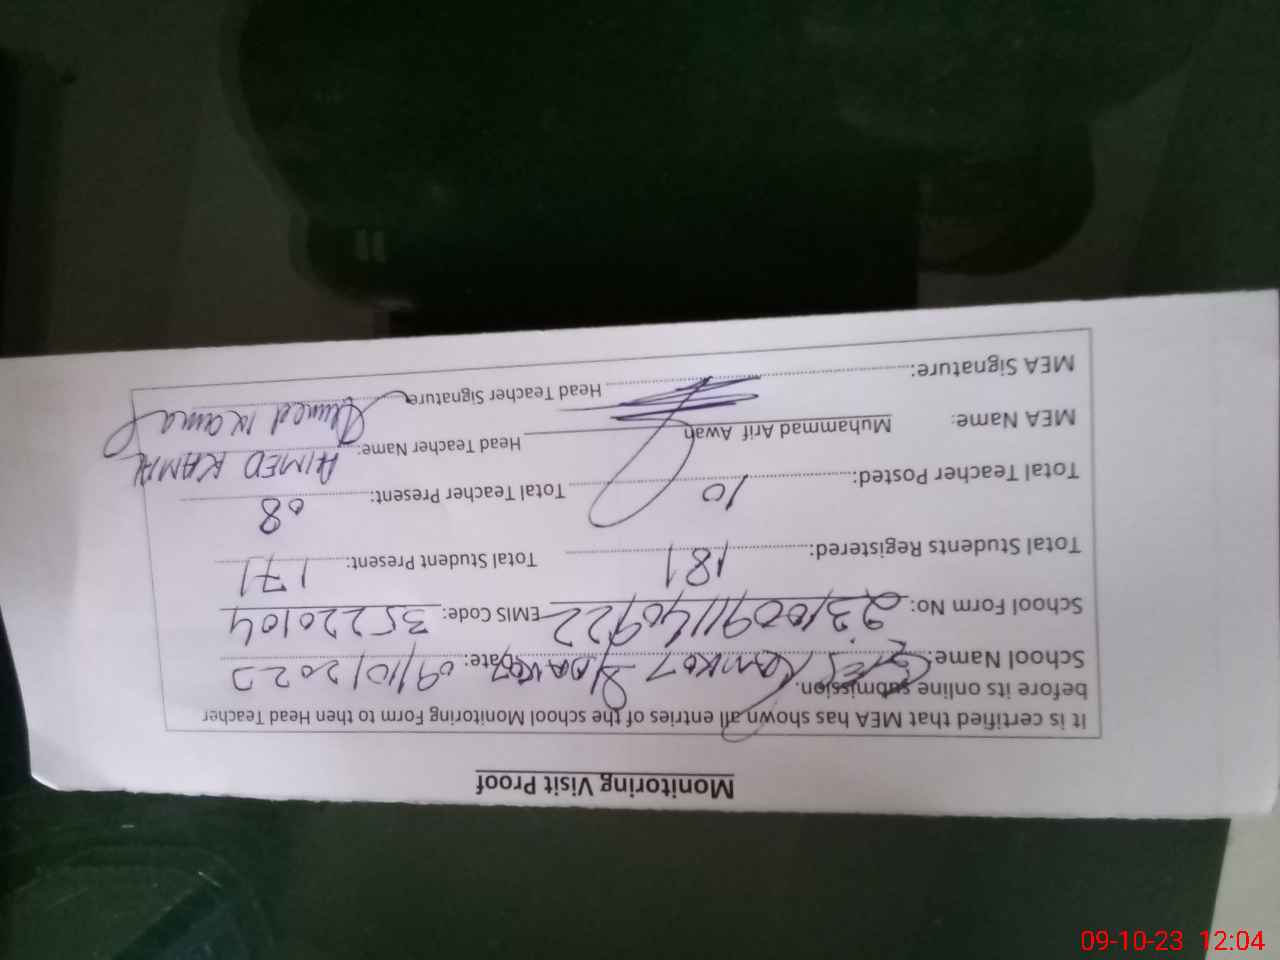 Monitoring Visit Proof
It is certified that MEA has shown all entries of the school Monitoring Form to then Head Teacher
before its online submission.
School Name: Date: 09/10/2023
School Form No: EMIS Code: 35220104
Total Students Registered: 181 Total Student Present: 171
Total Teacher Posted: 10 Total Teacher Present: 08
MEA Name: Muhammad Arif Awan Head Teacher Name: AHMED KAMAL
MEA Signature: Head Teacher Signature
09-10-23 12:04